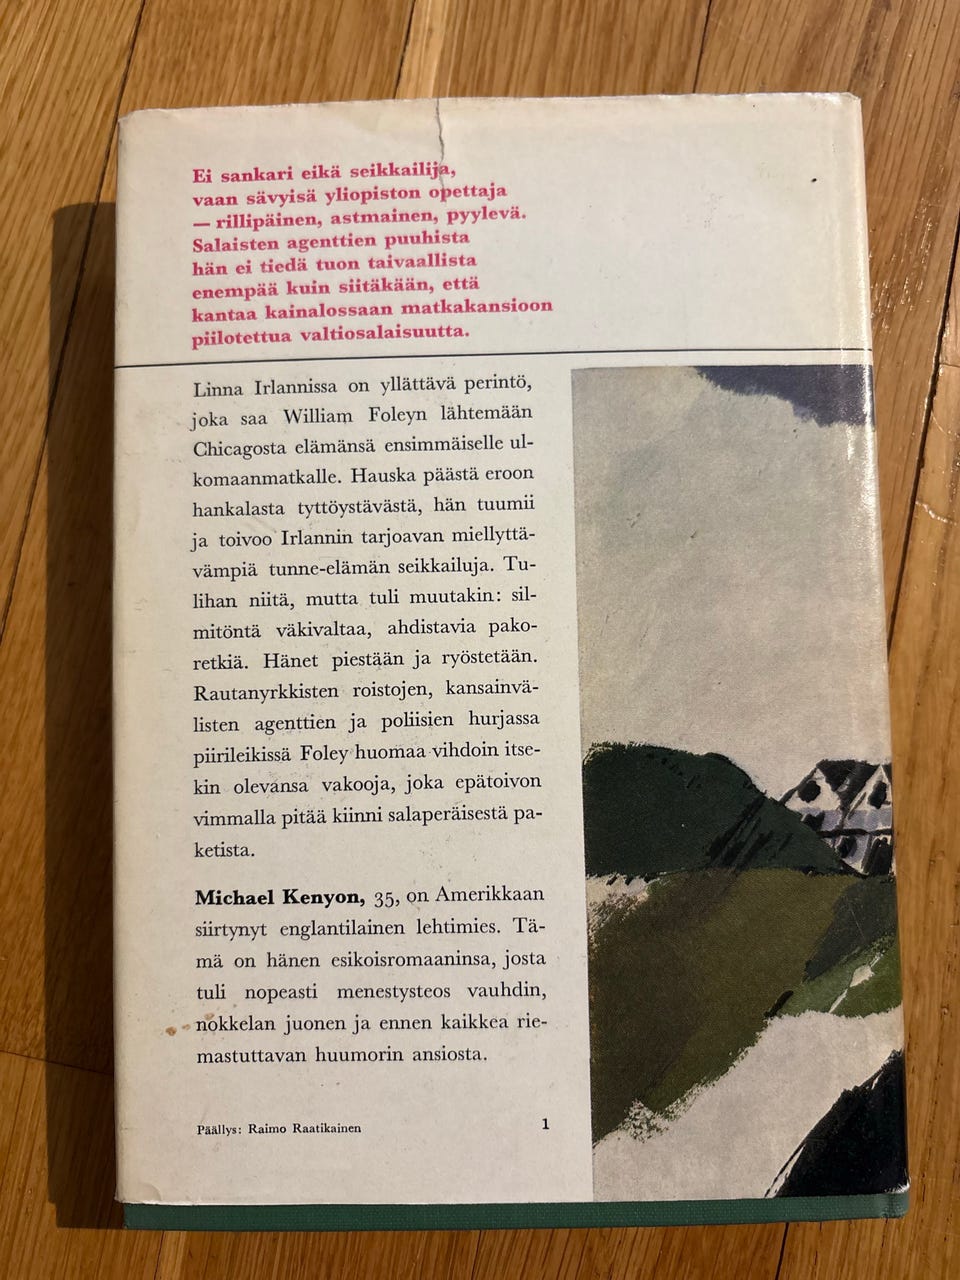 Ei sankari eikä seikkailija,
vaan sävyisä yliopiston opettaja
— rillipäinen, astmainen, pyylevä.
Salaisten agenttien puuhista
hän ei tiedä tuon taivaallista
enempää kuin siitäkään, että
kantaa kainalossaan matkakansioon
piilotettua valtiosalaisuutta.
Linna Irlannissa on yllättävä perintö,
joka saa William Foleyn lähtemään
Chicagosta elämänsä ensimmäiselle ul-
komaanmatkalle. Hauska päästä eroon
hankalasta tyttöystävästä, hän tuumii
ja toivoo Irlannin tarjoavan miellyttä-
vämpiä tunne-elämän seikkailuja. Tu-
lihan niitä, mutta tuli muutakin: sil-
mitöntä väkivaltaa, ahdistavia pako-
retkiä. Hänet piestään ja ryöstetään.
Rautanyrkkisten roistojen, kansainvä-
listen agenttien ja poliisien hurjassa
piirileikissä Foley huomaa vihdoin itse-
kin olevansa vakooja, joka epätoivon
vimmalla pitää kiinni salaperäisestä pa-
ketista.
Michael Kenyon, 35, on Amerikkaan
siirtynyt englantilainen lehtimies. Tä-
mä on hänen esikoisromaaninsa, josta
tuli nopeasti menestysteos vauhdin,
nokkelan juonen ja ennen kaikkea rie-
mastuttavan huumorin ansiosta.
Päällys: Raimo Raatikainen 1